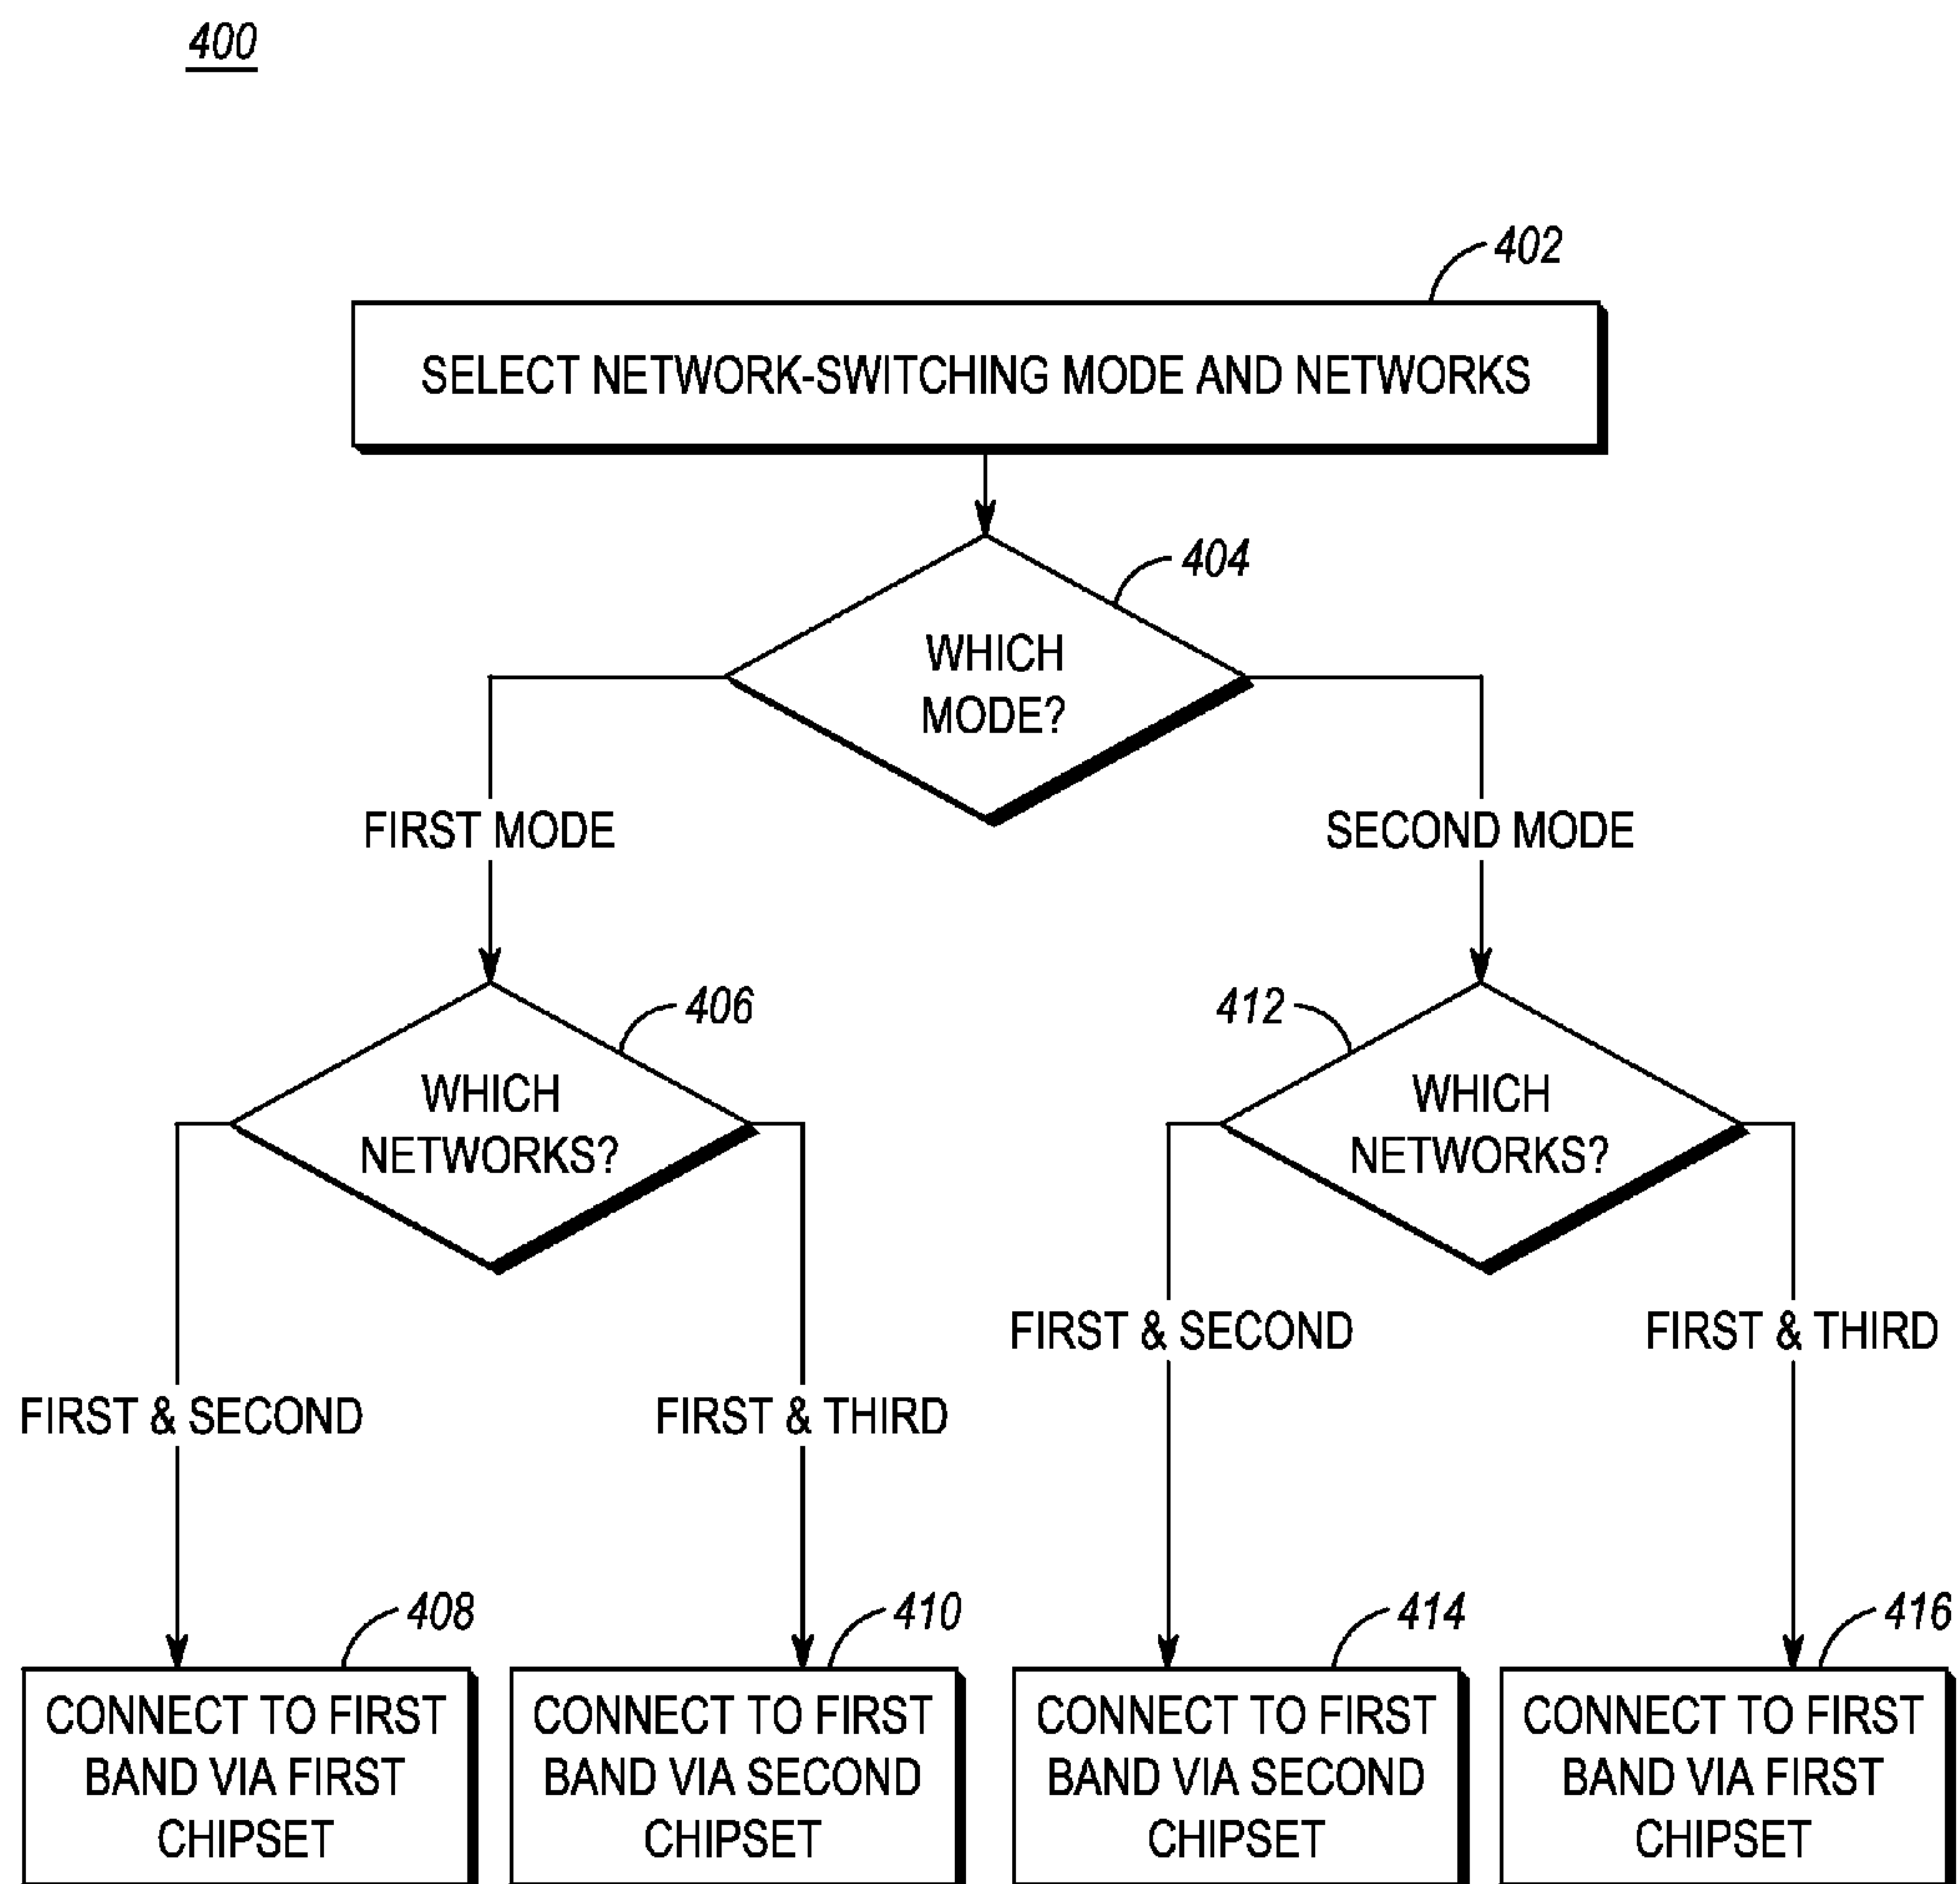 400
402
SELECT NETWORK-SWITCHING MODE AND NETWORKS
404
WHICH
MODE?
FIRST MODE
SECOND MODE
406
WHICH
NETWORKS?
412
WHICH
NETWORKS?
FIRST & SECOND
FIRST & THIRD
FIRST & SECOND
FIRST & THIRD
408
CONNECT TO FIRST
BAND VIA FIRST
CHIPSET
410
CONNECT TO FIRST
BAND VIA SECOND
CHIPSET
414
CONNECT TO FIRST
BAND VIA SECOND
CHIPSET
416
CONNECT TO FIRST
BAND VIA FIRST
CHIPSET